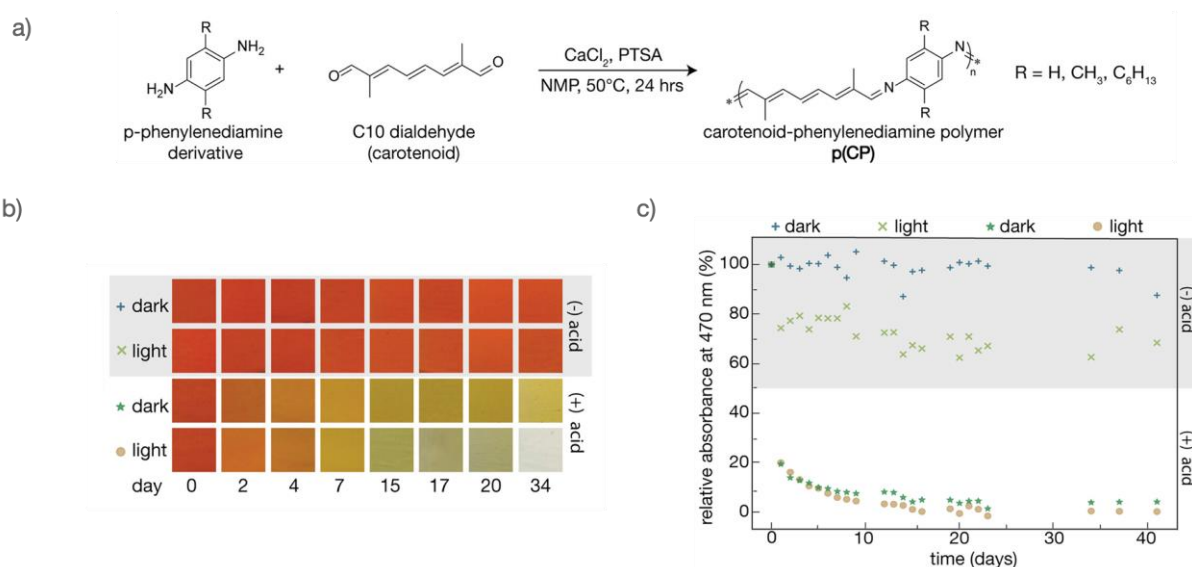 a)
R
NH₂
NH₂
R
+
O
O
CaCl₂, PTSA
NMP, 50°C, 24 hrs
*
N
R
R
N
*
n
R = H, CH₃, C₆H₁₃
p-phenylenediamine
derivative
C10 dialdehyde
(carotenoid)
carotenoid-phenylenediamine polymer
p(CP)
b)
+ dark
× light
(-) acid
★ dark
● light
(+) acid
day 0 2 4 7 15 17 20 34
c)
+ dark × light ★ dark ● light
relative absorbance at 470 nm (%)
100
80
60
40
20
0
(-) acid
(+) acid
0 10 20 30 40
time (days)